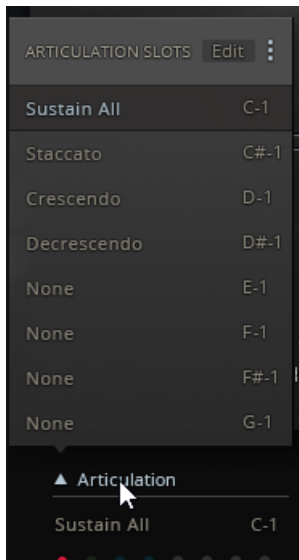 ARTICULATION SLOTS Edit
Sustain All C-1
Staccato C#-1
Crescendo D-1
Decrescendo D#-1
None E-1
None F-1
None F#-1
None G-1
Articulation
Sustain All C-1